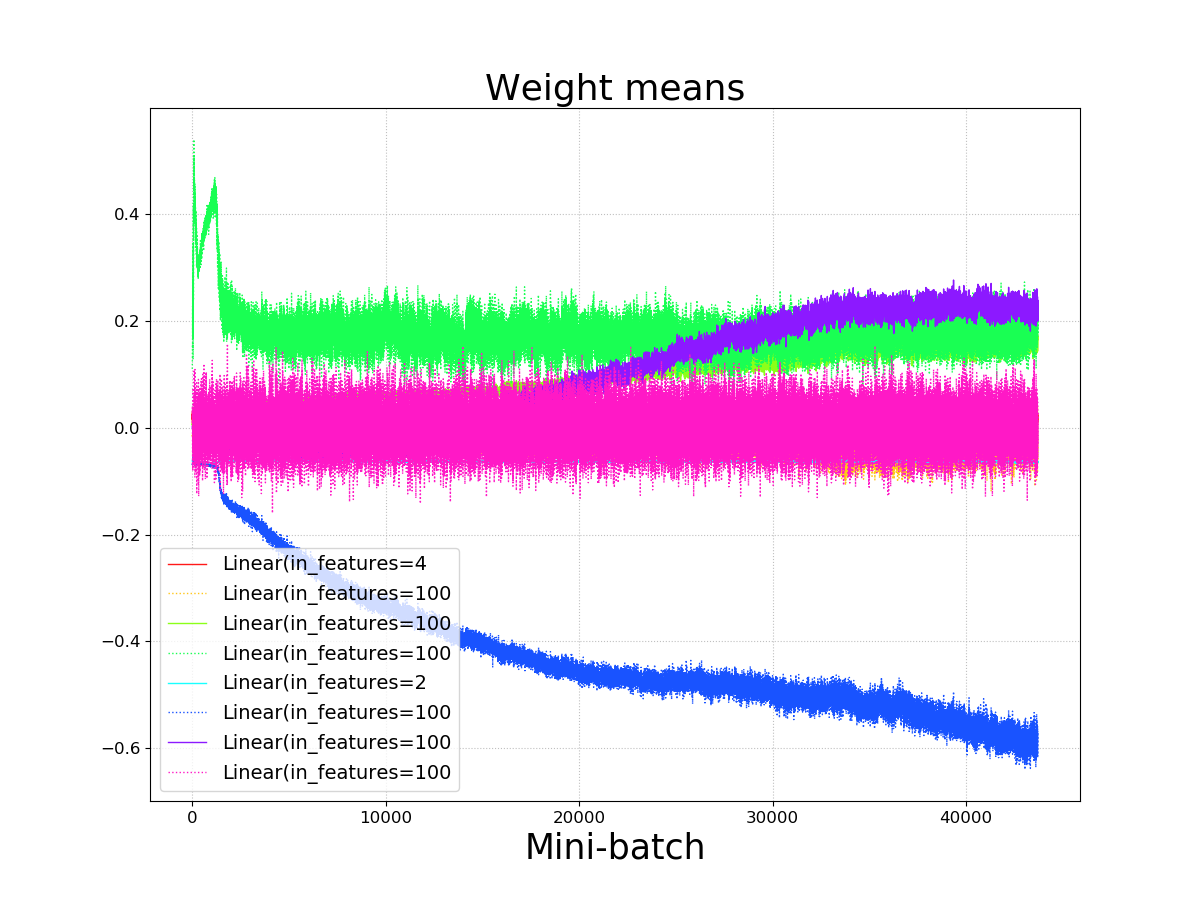 Weight means
0.4
0.2
0.0
−0.2
−0.4
−0.6
Linear(in_features=4
Linear(in_features=100
Linear(in_features=100
Linear(in_features=100
Linear(in_features=2
Linear(in_features=100
Linear(in_features=100
Linear(in_features=100
0 10000 20000 30000 40000
Mini-batch